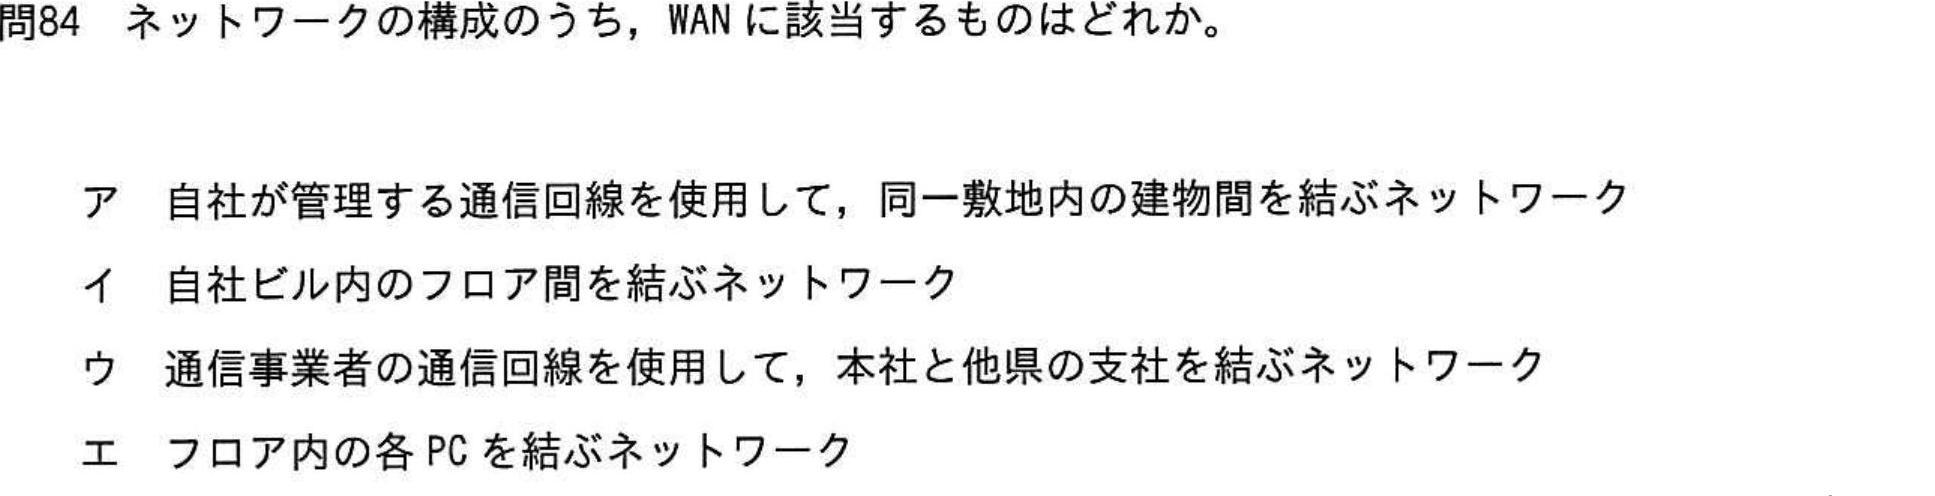 問84　ネットワークの構成のうち，WAN に該当するものはどれか。
ア　自社が管理する通信回線を使用して，同一敷地内の建物間を結ぶネットワーク
イ　自社ビル内のフロア間を結ぶネットワーク
ウ　通信事業者の通信回線を使用して，本社と他県の支社を結ぶネットワーク
エ　フロア内の各 PC を結ぶネットワーク